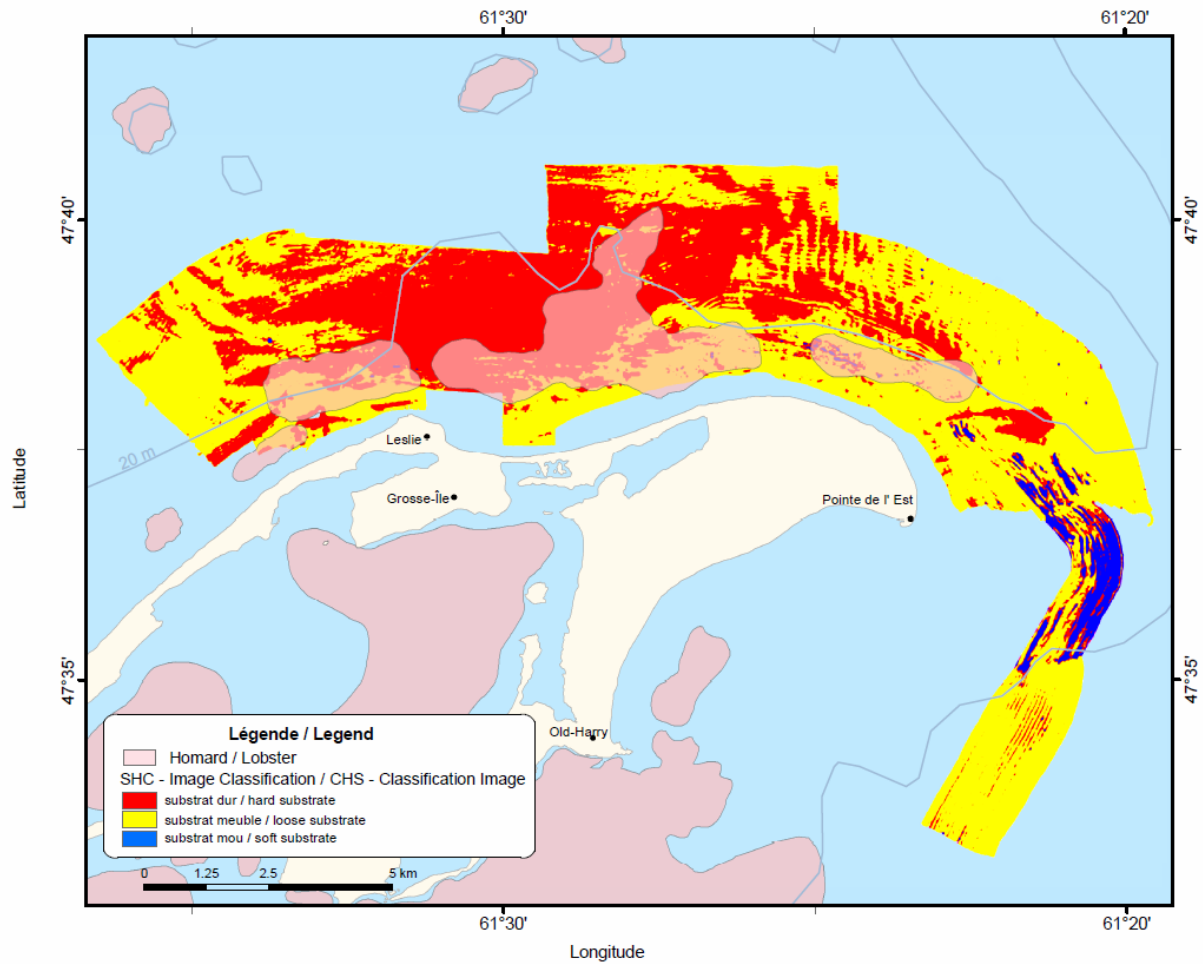 61°30'
61°20'
47°40'
47°40'
Latitude
20 m
Leslie
Grosse-Île
Pointe de l' Est
47°35'
47°35'
Old-Harry
Légende / Legend
Homard / Lobster
SHC - Image Classification / CHS - Classification Image
substrat dur / hard substrate
substrat meuble / loose substrate
substrat mou / soft substrate
0 1.25 2.5 5 km
61°30'
61°20'
Longitude